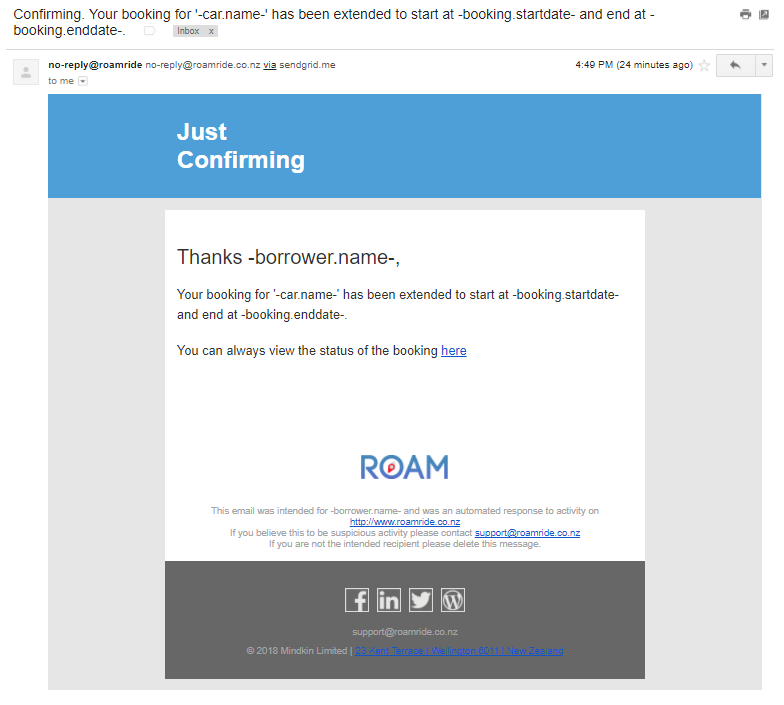 Confirming. Your booking for '-car.name-' has been extended to start at -booking.startdate- and end at -
booking.enddate-. Inbox x
no-reply@roamride no-reply@roamride.co.nz via sendgrid.me 4:49 PM (24 minutes ago)
to me
Just
Confirming
Thanks -borrower.name-,
Your booking for '-car.name-' has been extended to start at -booking.startdate-
and end at -booking.enddate-.
You can always view the status of the booking here
ROAM
This email was intended for -borrower.name- and was an automated response to activity on
http://www.roamride.co.nz
If you believe this to be suspicious activity please contact support@roamride.co.nz
If you are not the intended recipient please delete this message.
support@roamride.co.nz
© 2018 Mindkin Limited | 23 Kent Terrace | Wellington 6011 | New Zealand